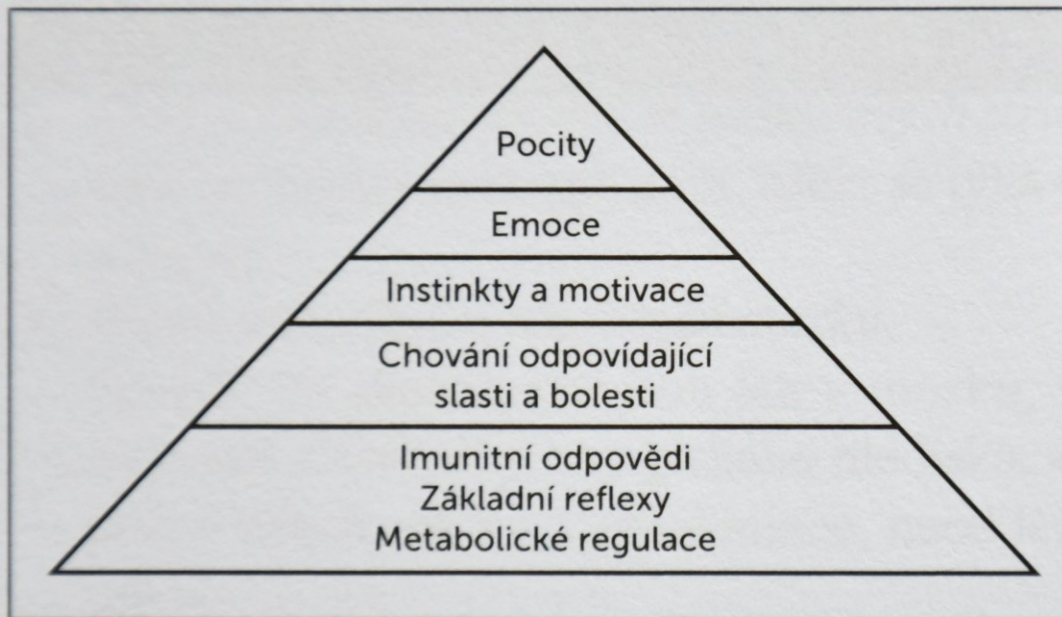 Pocity
Emoce
Instinkty a motivace
Chování odpovídající
slasti a bolesti
Imunitní odpovědi
Základní reflexy
Metabolické regulace